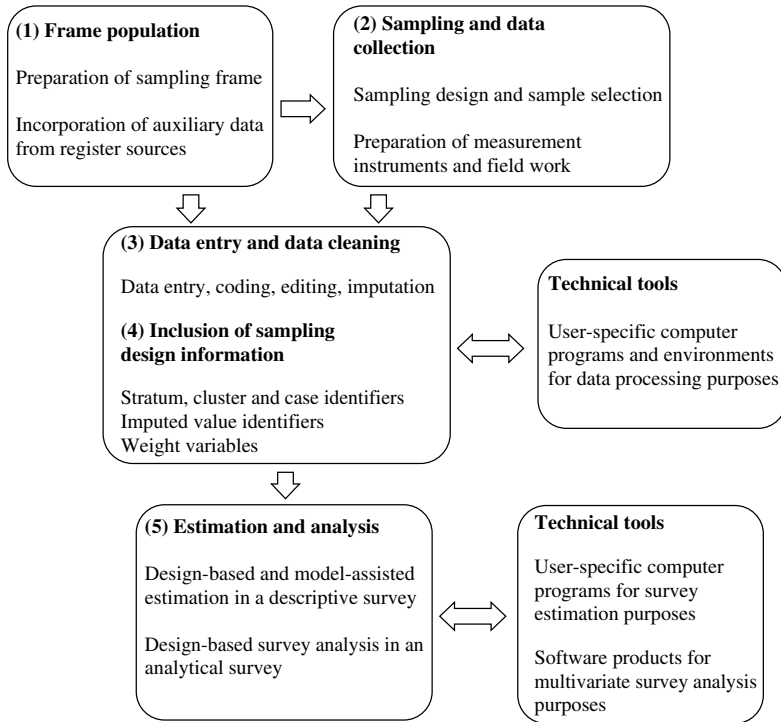 (1) Frame population
Preparation of sampling frame
Incorporation of auxiliary data
from register sources
(2) Sampling and data
collection
Sampling design and sample selection
Preparation of measurement
instruments and field work
(3) Data entry and data cleaning
Data entry, coding, editing, imputation
(4) Inclusion of sampling
design information
Stratum, cluster and case identifiers
Imputed value identifiers
Weight variables
Technical tools
User-specific computer
programs and environments
for data processing purposes
(5) Estimation and analysis
Design-based and model-assisted
estimation in a descriptive survey
Design-based survey analysis in an
analytical survey
Technical tools
User-specific computer
programs for survey
estimation purposes
Software products for
multivariate survey analysis
purposes